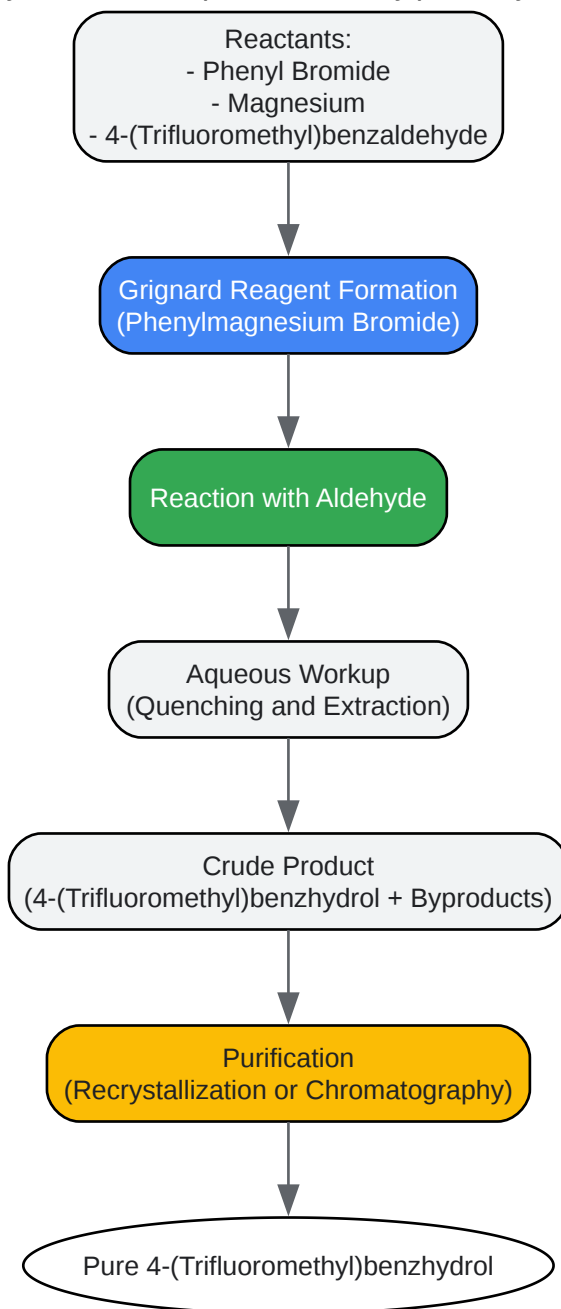 Reactants:
- Phenyl Bromide
- Magnesium
- 4-(Trifluoromethyl)benzaldehyde
Grignard Reagent Formation
(Phenylmagnesium Bromide)
Reaction with Aldehyde
Aqueous Workup
(Quenching and Extraction)
Crude Product
(4-(Trifluoromethyl)benzhydrol + Byproducts)
Purification
(Recrystallization or Chromatography)
Pure 4-(Trifluoromethyl)benzhydrol